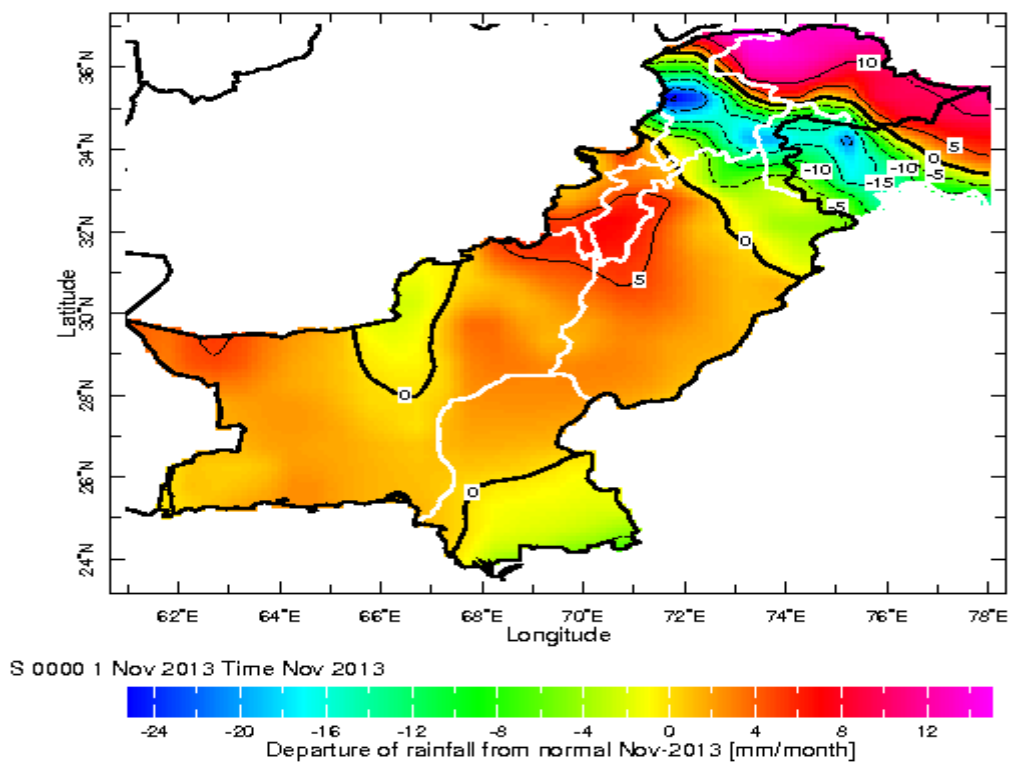 36°N
34°N
32°N
30°N
28°N
26°N
24°N
Latitude
10
5
0
-5
-10
-15
-10
-5
0
5
0
0
62°E 64°E 66°E 68°E 70°E 72°E 74°E 76°E 78°E
Longitude
S 0000 1 Nov 2013 Time Nov 2013
-24 -20 -16 -12 -8 -4 0 4 8 12
Departure of rainfall from normal Nov-2013 [mm/month]